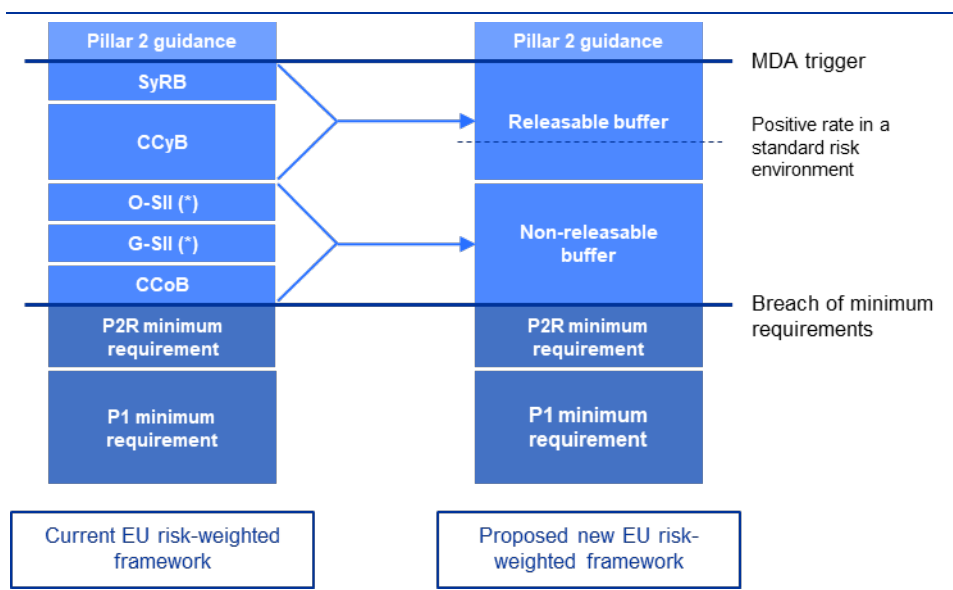 Pillar 2 guidance
SyRB
CCyB
O-SII (*)
G-SII (*)
CCoB
P2R minimum
requirement
P1 minimum
requirement
Current EU risk-weighted
framework
Pillar 2 guidance
Releasable buffer
Non-releasable
buffer
P2R minimum
requirement
P1 minimum
requirement
Proposed new EU risk-
weighted framework
MDA trigger
Positive rate in a
standard risk
environment
Breach of minimum
requirements